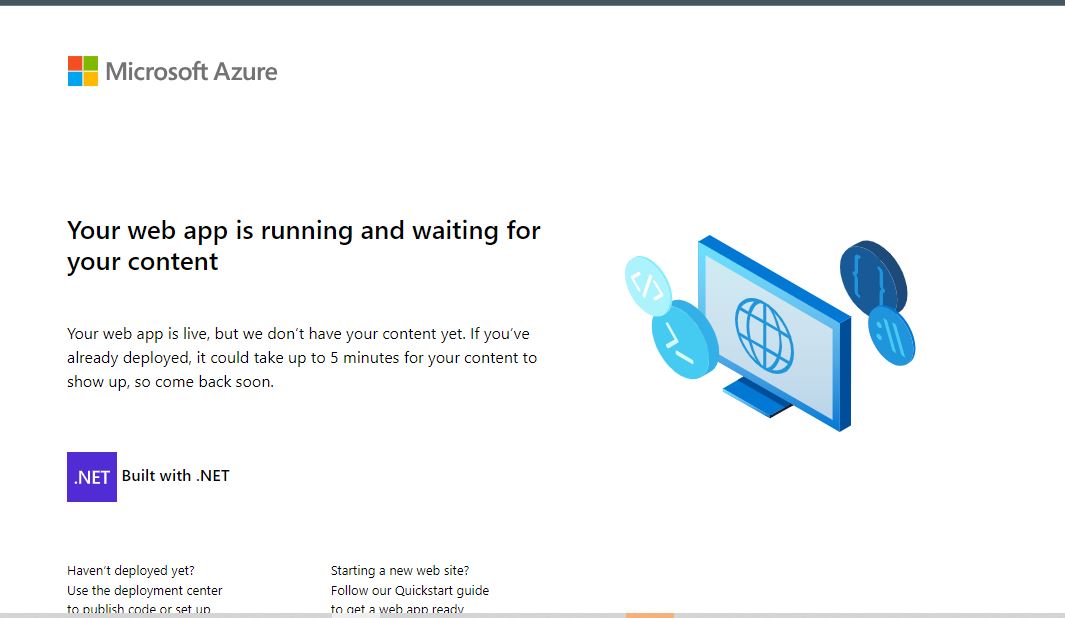 Microsoft Azure
Your web app is running and waiting for
your content
Your web app is live, but we don’t have your content yet. If you’ve
already deployed, it could take up to 5 minutes for your content to
show up, so come back soon.
.NET Built with .NET
Haven’t deployed yet?
Use the deployment center
to publish code or set up
Starting a new web site?
Follow our Quickstart guide
to get a web app ready